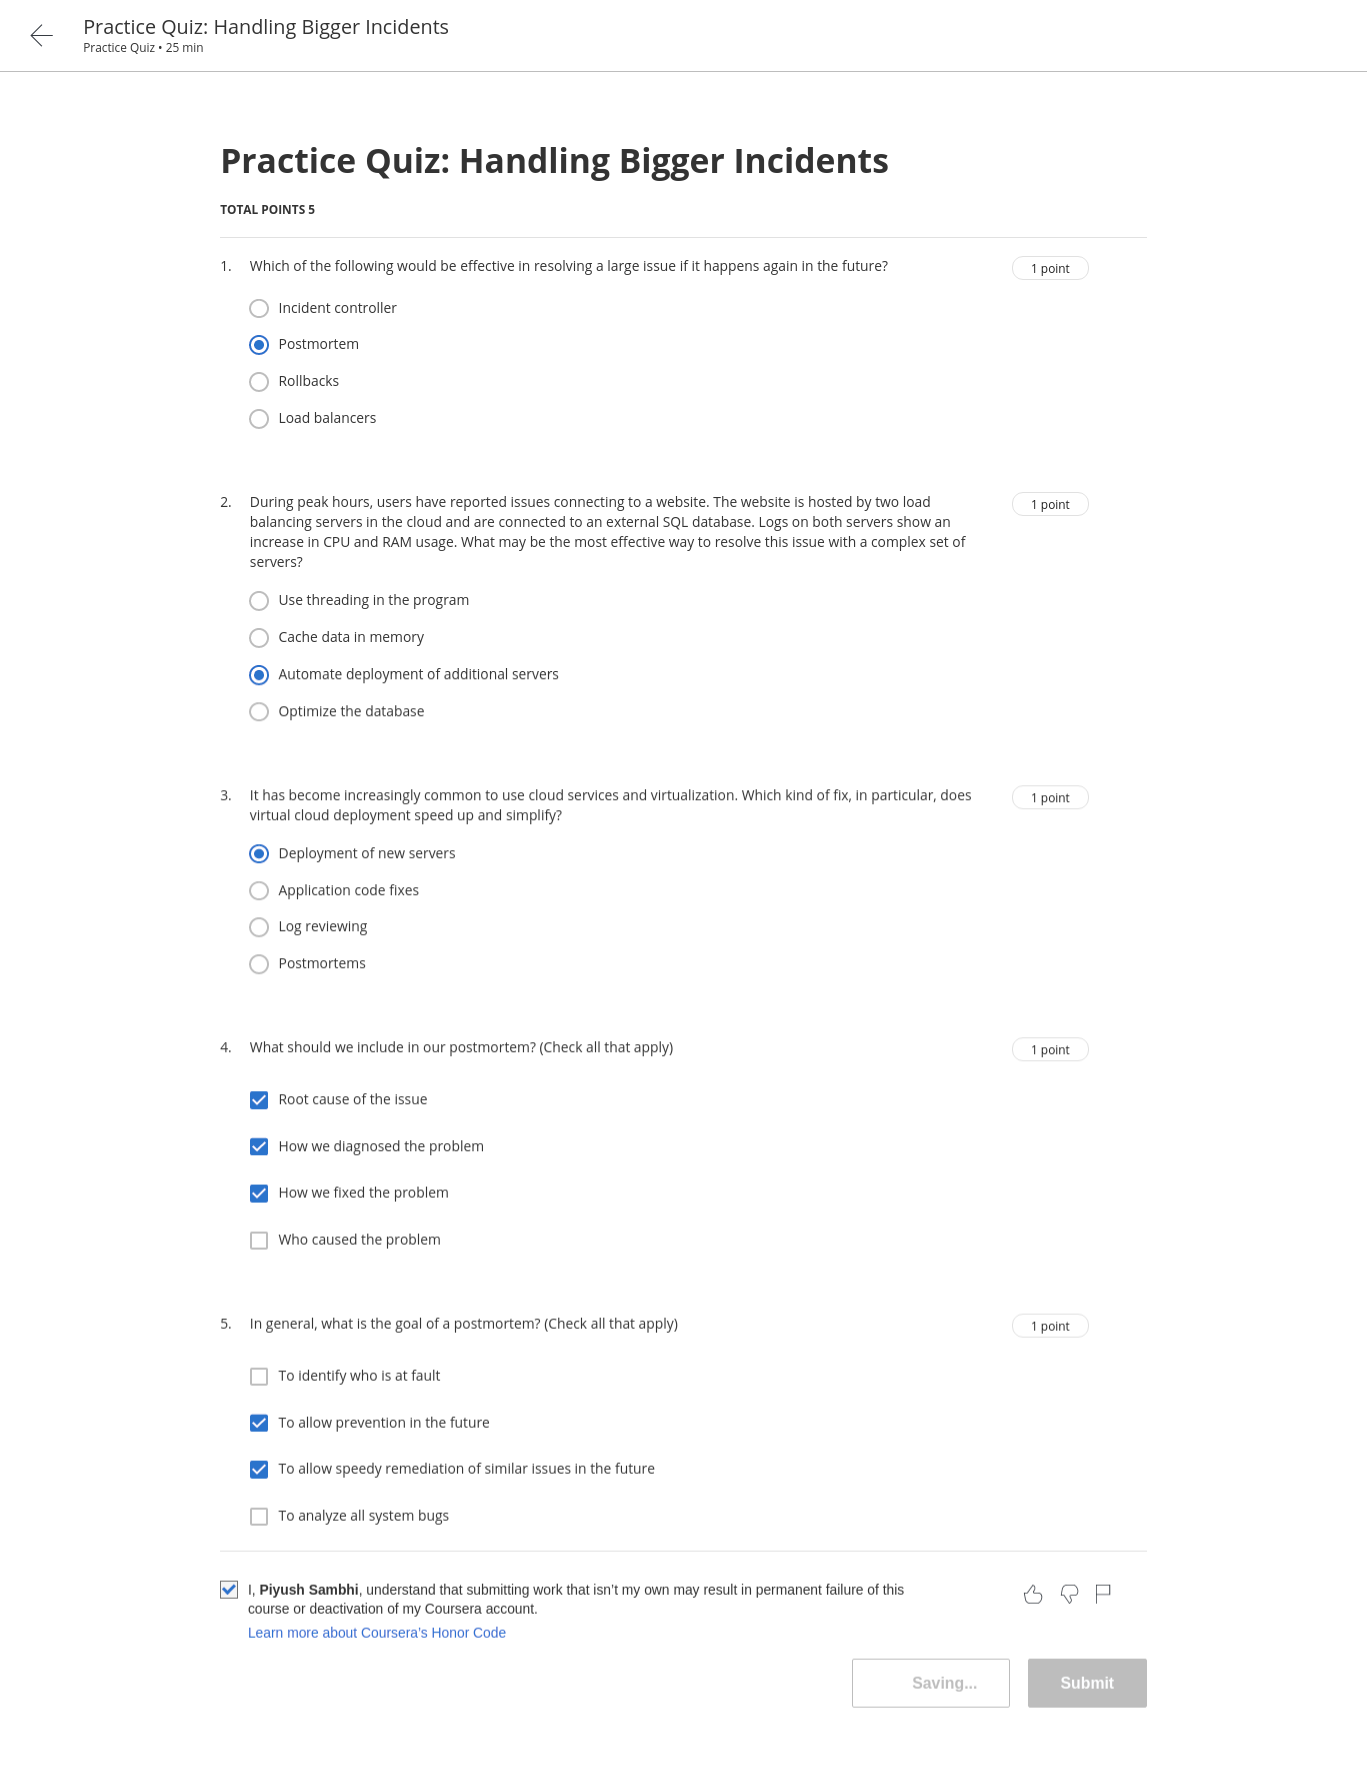 Practice Quiz: Handling Bigger Incidents
Practice Quiz • 25 min
Practice Quiz: Handling Bigger Incidents
TOTAL POINTS 5
1. Which of the following would be effective in resolving a large issue if it happens again in the future? 1 point
Incident controller
Postmortem
Rollbacks
Load balancers
2. During peak hours, users have reported issues connecting to a website. The website is hosted by two load 1 point
balancing servers in the cloud and are connected to an external SQL database. Logs on both servers show an
increase in CPU and RAM usage. What may be the most effective way to resolve this issue with a complex set of
servers?
Use threading in the program
Cache data in memory
Automate deployment of additional servers
Optimize the database
3. It has become increasingly common to use cloud services and virtualization. Which kind of fix, in particular, does 1 point
virtual cloud deployment speed up and simplify?
Deployment of new servers
Application code fixes
Log reviewing
Postmortems
4. What should we include in our postmortem? (Check all that apply) 1 point
Root cause of the issue
How we diagnosed the problem
How we fixed the problem
Who caused the problem
5. In general, what is the goal of a postmortem? (Check all that apply) 1 point
To identify who is at fault
To allow prevention in the future
To allow speedy remediation of similar issues in the future
To analyze all system bugs
I, Piyush Sambhi, understand that submitting work that isn't my own may result in permanent failure of this
course or deactivation of my Coursera account.
Learn more about Coursera's Honor Code
Saving... Submit